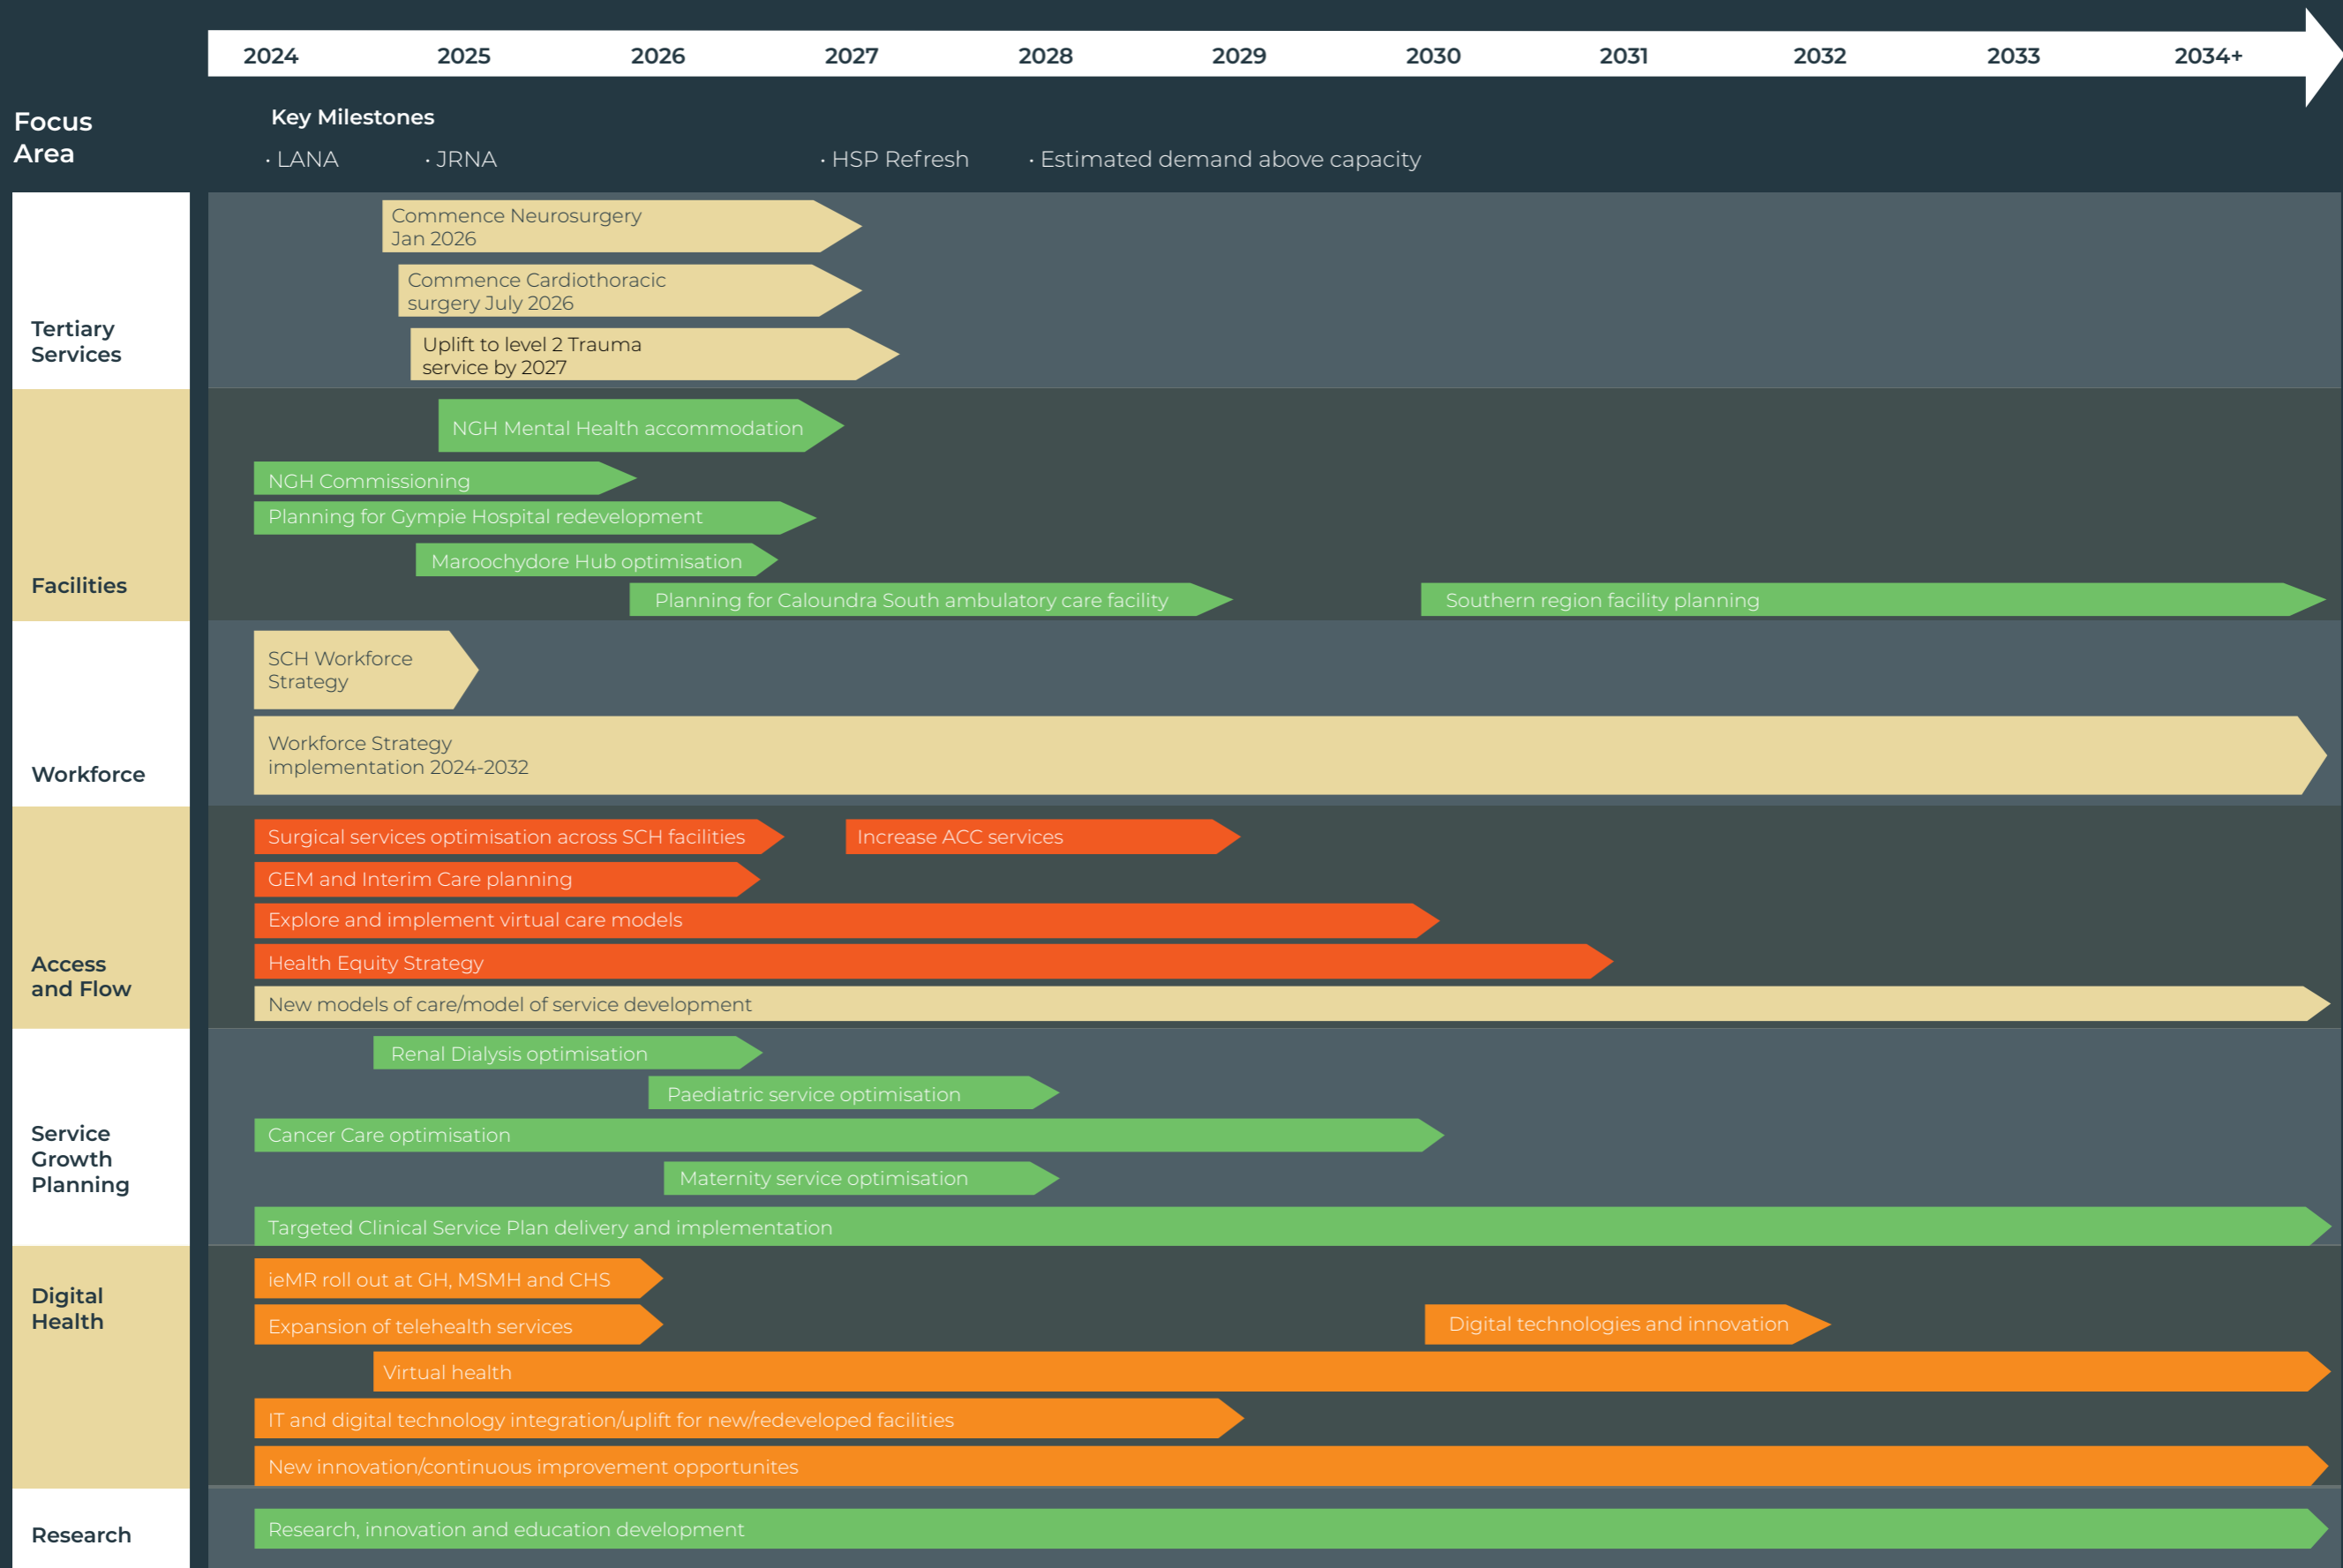 2024 2025 2026 2027 2028 2029 2030 2031 2032 2033 2034+
Focus
Area
Key Milestones
· LANA · JRNA · HSP Refresh · Estimated demand above capacity
Tertiary
Services
Commence Neurosurgery
Jan 2026
Commence Cardiothoracic
surgery July 2026
Uplift to level 2 Trauma
service by 2027
Facilities
NGH Mental Health accommodation
NGH Commissioning
Planning for Gympie Hospital redevelopment
Maroochydore Hub optimisation
Planning for Caloundra South ambulatory care facility
Southern region facility planning
Workforce
SCH Workforce
Strategy
Workforce Strategy
implementation 2024-2032
Access
and Flow
Surgical services optimisation across SCH facilities
Increase ACC services
GEM and Interim Care planning
Explore and implement virtual care models
Health Equity Strategy
New models of care/model of service development
Service
Growth
Planning
Renal Dialysis optimisation
Paediatric service optimisation
Cancer Care optimisation
Maternity service optimisation
Targeted Clinical Service Plan delivery and implementation
Digital
Health
ieMR roll out at GH, MSMH and CHS
Expansion of telehealth services
Digital technologies and innovation
Virtual health
IT and digital technology integration/uplift for new/redeveloped facilities
New innovation/continuous improvement opportunites
Research
Research, innovation and education development